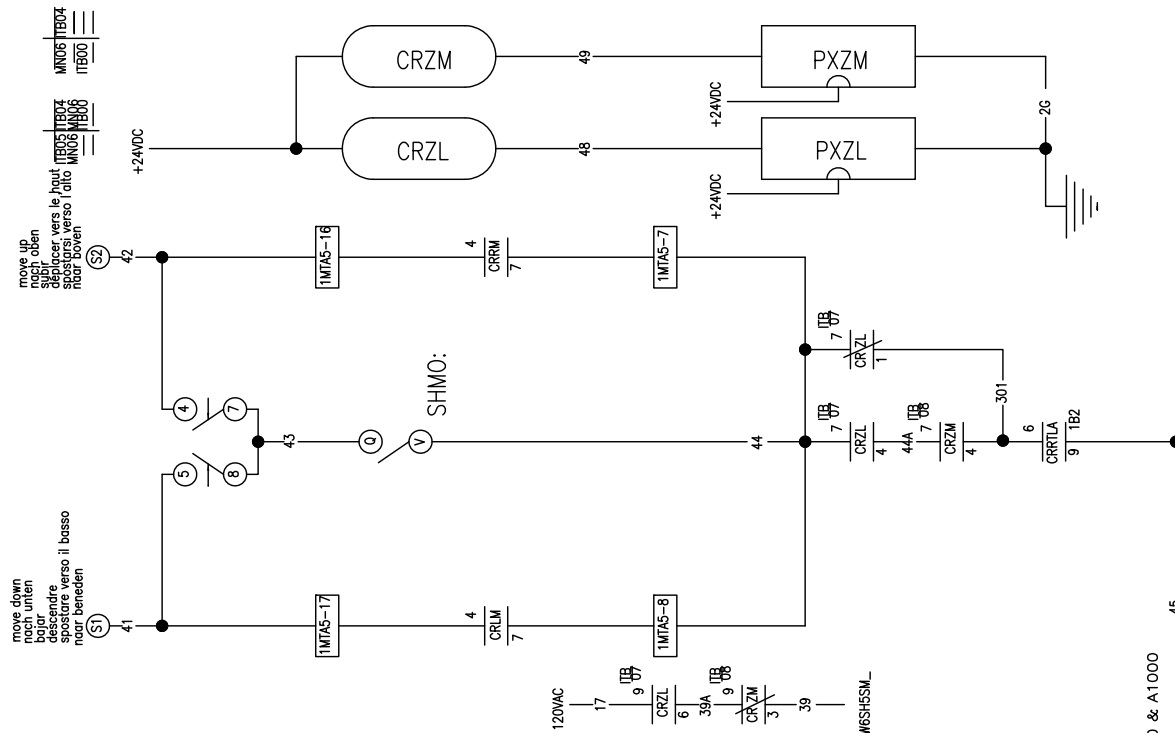 MN06 ITB04
ITB00
ITB05 ITB04
MN06 MN06
ITB00
+24VDC
CRZM
49
PXZM
+24VDC
2G
CRZL
48
PXZL
+24VDC
move up
nach oben
subir
déplacer vers le haut
spostarsi verso l'alto
naar boven
S2
42
1MTA5-16
4
CRRM
7
1MTA5-7
ITB
07
7
CRZL
1
4
7
5
8
43
Q
V
SHMO:
44
ITB
07
7
CRZL
4
44A
ITB
08
7
CRZM
4
301
6
CRRTLA
9
1B2
move down
nach unten
bajar
descendre
spostare verso il basso
naar beneden
S1
41
1MTA5-17
4
CRLM
7
1MTA5-8
120VAC
17
ITB
07
9
CRZL
6
39A
ITB
08
9
CRZM
3
39
W6SH5SM_
45
0 & A1000